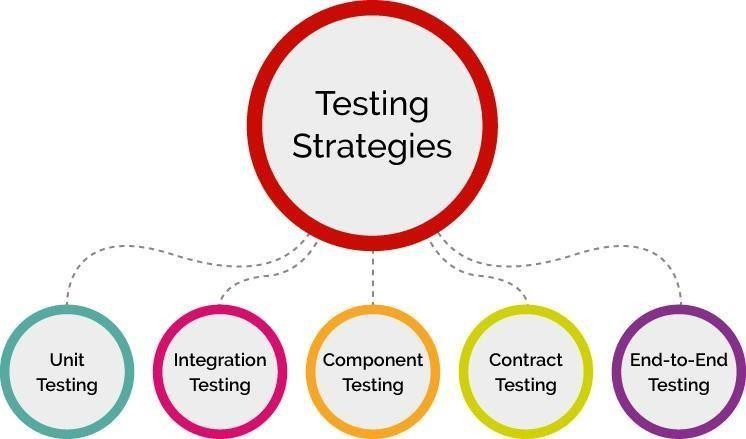 Testing
Strategies
Unit
Testing
Integration
Testing
Component
Testing
Contract
Testing
End-to-End
Testing